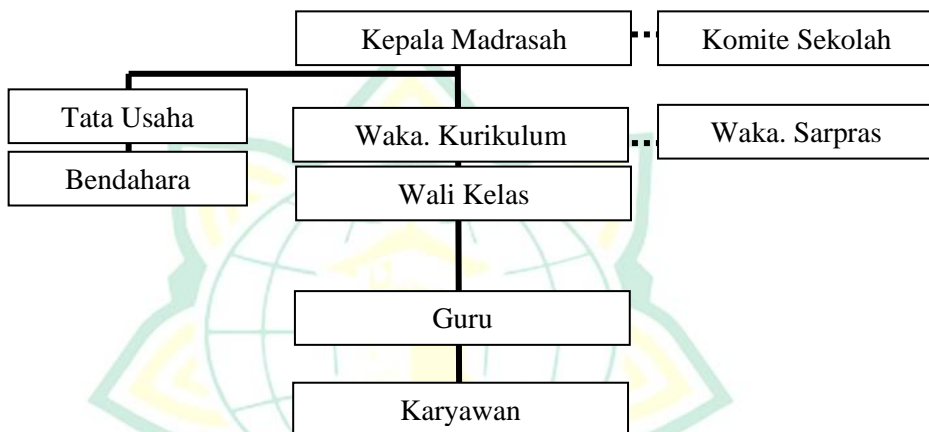 Kepala Madrasah
Komite Sekolah
Tata Usaha
Waka. Kurikulum
Waka. Sarpras
Bendahara
Wali Kelas
Guru
Karyawan